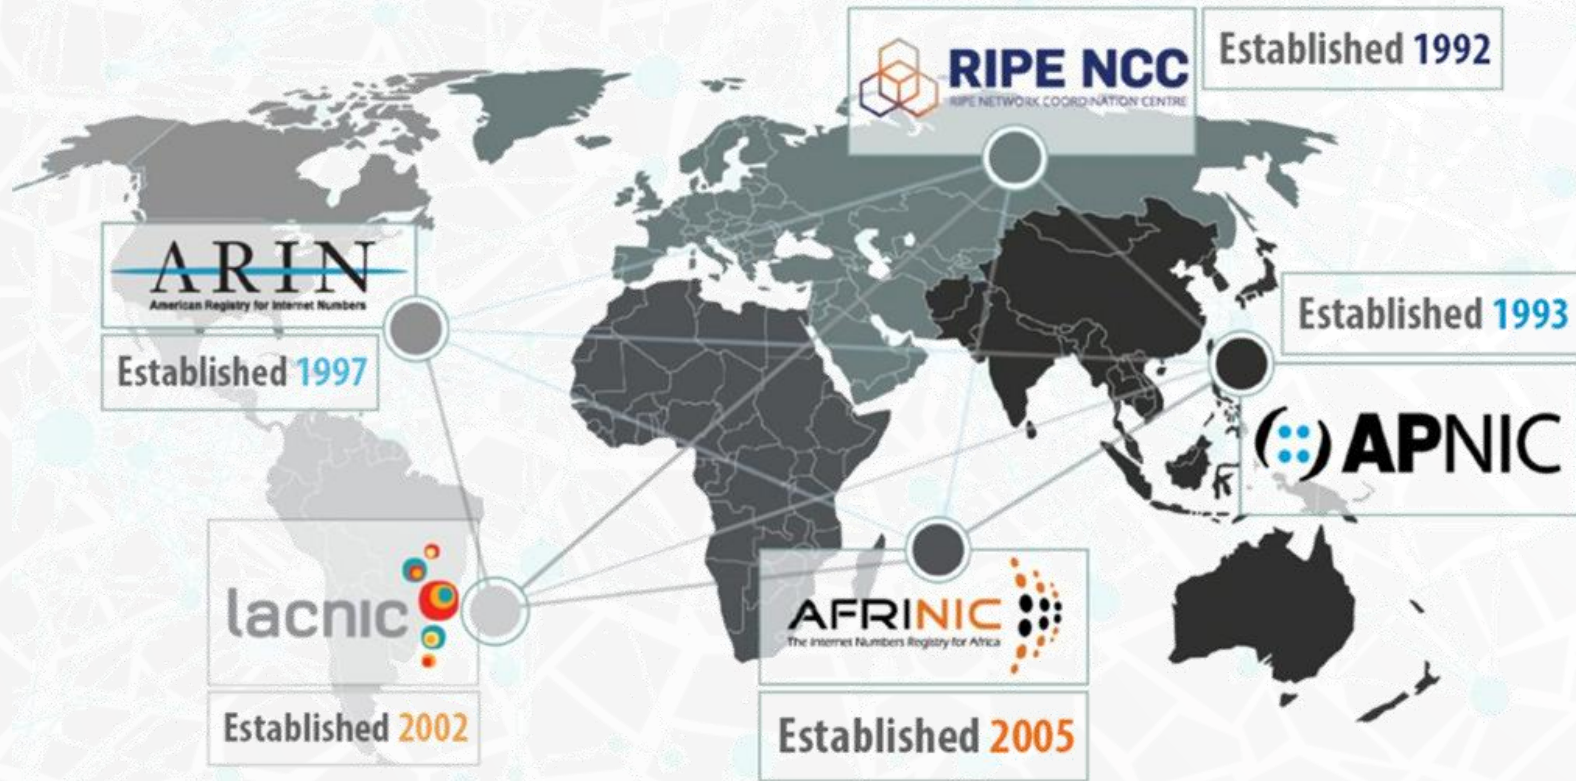 RIPE NCC
RIPE NETWORK COORDINATION CENTRE
Established 1992
ARIN
American Registry for Internet Numbers
Established 1997
Established 1993
(::) APNIC
lacnic
Established 2002
AFRINIC
The Internet Numbers Registry for Africa
Established 2005